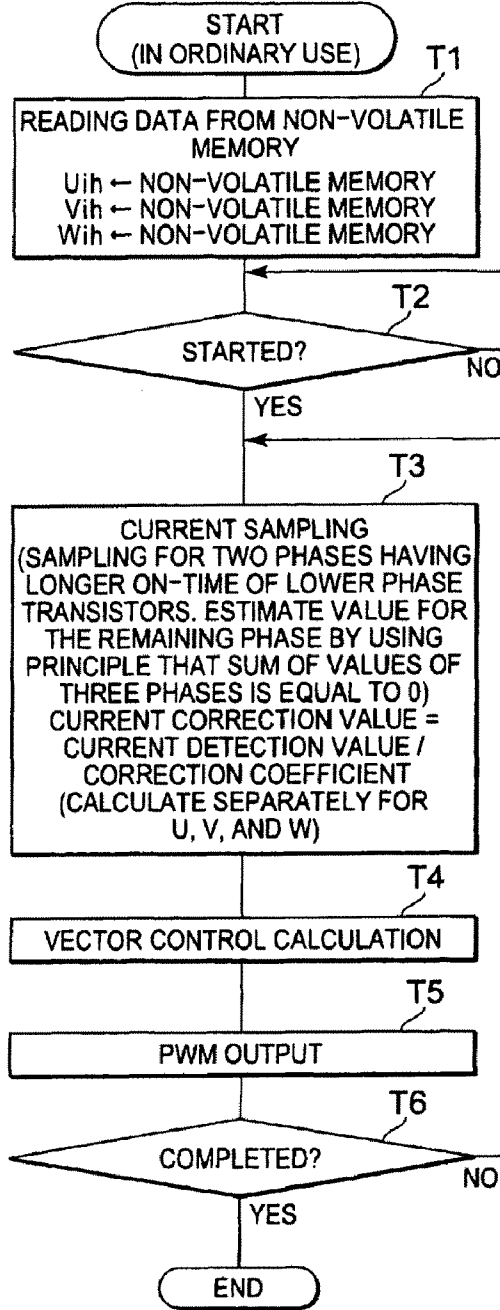 START
(IN ORDINARY USE)
T1
READING DATA FROM NON-VOLATILE
MEMORY
Uih ← NON-VOLATILE MEMORY
Vih ← NON-VOLATILE MEMORY
Wih ← NON-VOLATILE MEMORY
T2
STARTED?
NO
YES
T3
CURRENT SAMPLING
(SAMPLING FOR TWO PHASES HAVING
LONGER ON-TIME OF LOWER PHASE
TRANSISTORS. ESTIMATE VALUE FOR
THE REMAINING PHASE BY USING
PRINCIPLE THAT SUM OF VALUES OF
THREE PHASES IS EQUAL TO 0)
CURRENT CORRECTION VALUE =
CURRENT DETECTION VALUE /
CORRECTION COEFFICIENT
(CALCULATE SEPARATELY FOR
U, V, AND W)
T4
VECTOR CONTROL CALCULATION
T5
PWM OUTPUT
T6
COMPLETED?
NO
YES
END